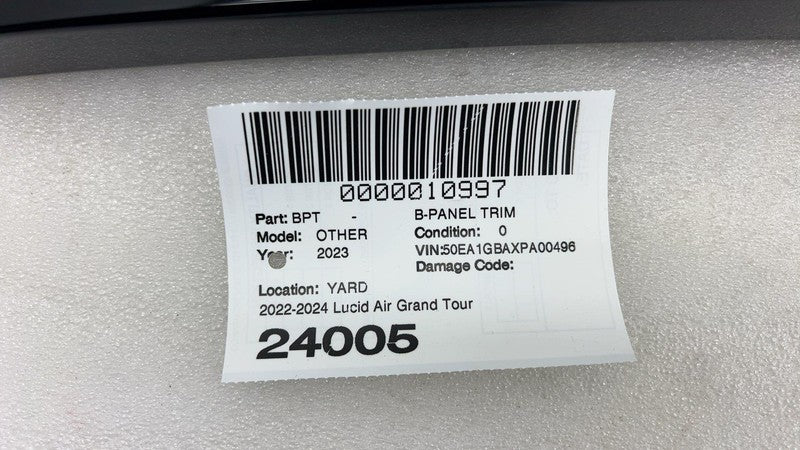 0000010997
Part: BPT - B-PANEL TRIM
Model: OTHER Condition: 0
Year: 2023 VIN:50EA1GBAXPA00496
Damage Code:
Location: YARD
2022-2024 Lucid Air Grand Tour
24005